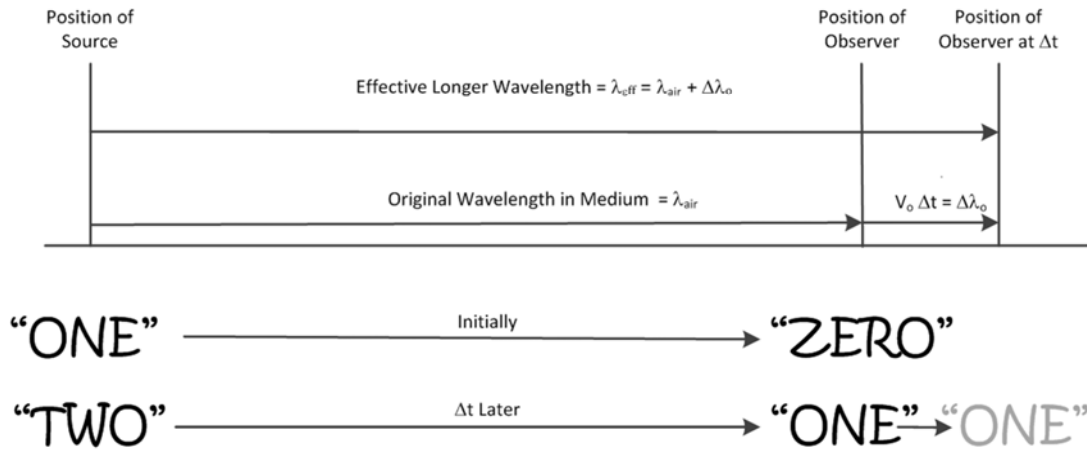 Position of Source
Position of Observer
Position of Observer at Δt
Effective Longer Wavelength = λeff = λair + Δλo
Original Wavelength in Medium = λair
Vo Δt = Δλo
“ONE” Initially “ZERO”
“TWO” Δt Later “ONE” “ONE”